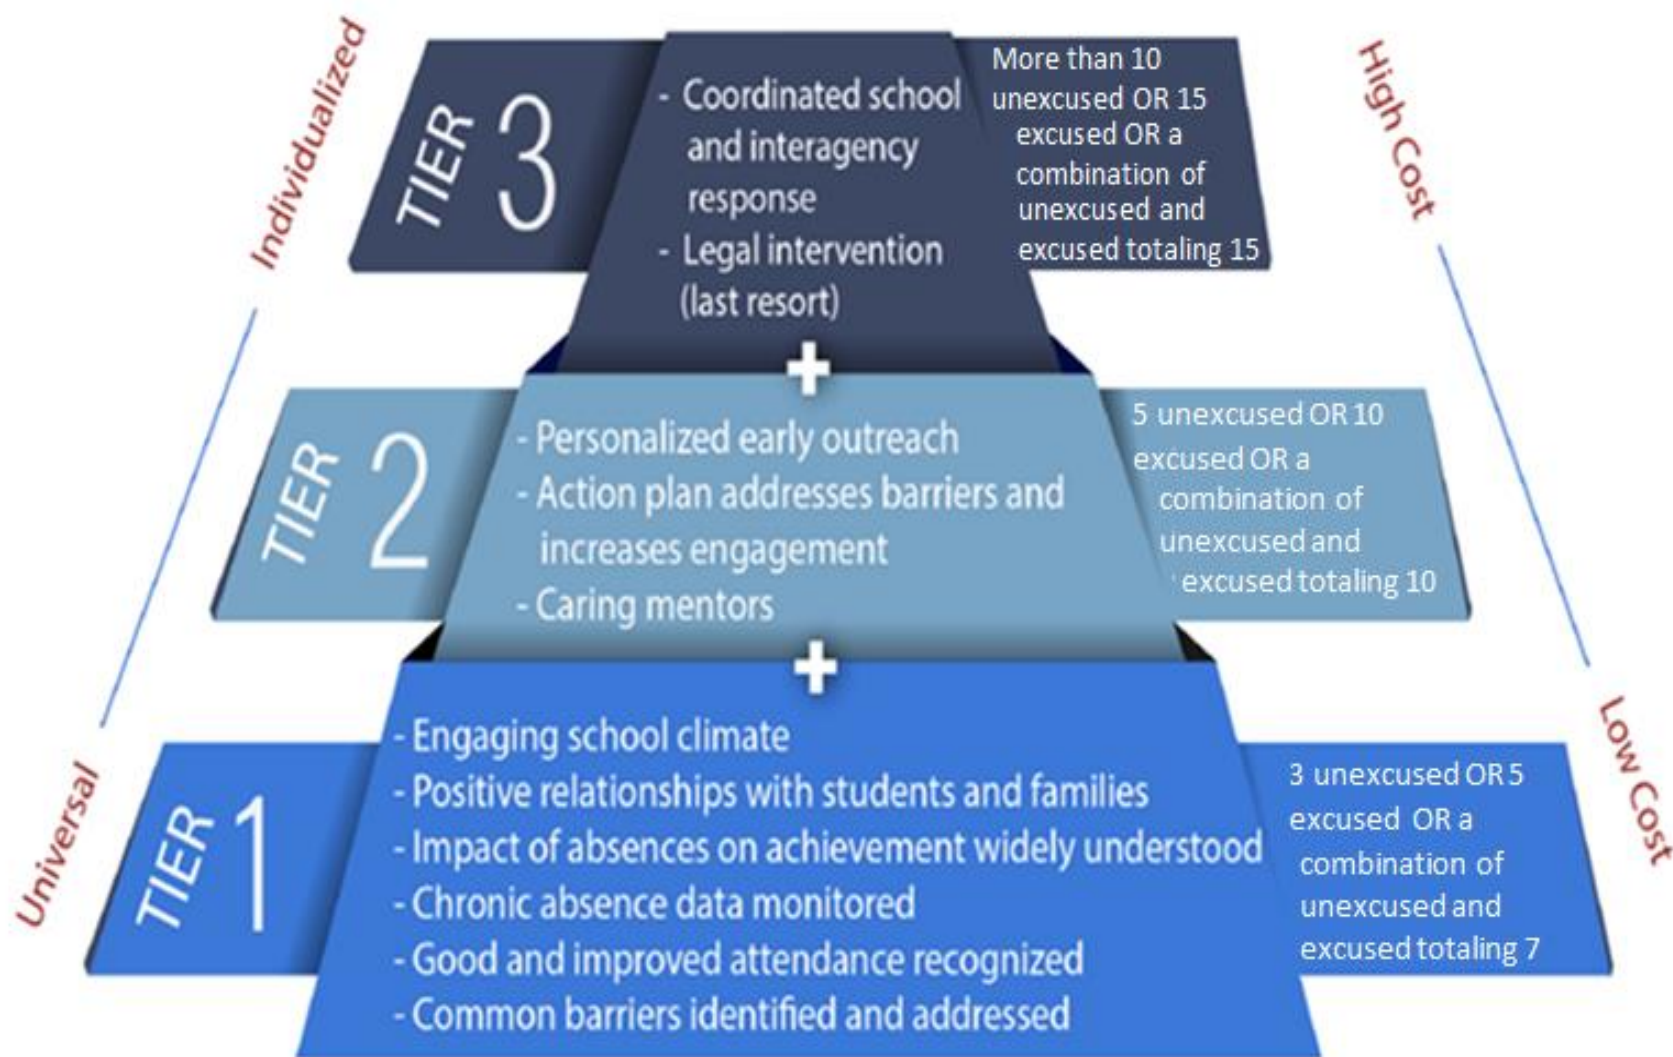 Individualized
High Cost
TIER 3
- Coordinated school
and interagency
response
- Legal intervention
(last resort)
More than 10
unexcused OR 15
excused OR a
combination of
unexcused and
excused totaling 15
+
TIER 2
- Personalized early outreach
- Action plan addresses barriers and
increases engagement
- Caring mentors
5 unexcused OR 10
excused OR a
combination of
unexcused and
excused totaling 10
+
Universal
Low Cost
TIER 1
- Engaging school climate
- Positive relationships with students and families
- Impact of absences on achievement widely understood
- Chronic absence data monitored
- Good and improved attendance recognized
- Common barriers identified and addressed
3 unexcused OR 5
excused OR a
combination of
unexcused and
excused totaling 7